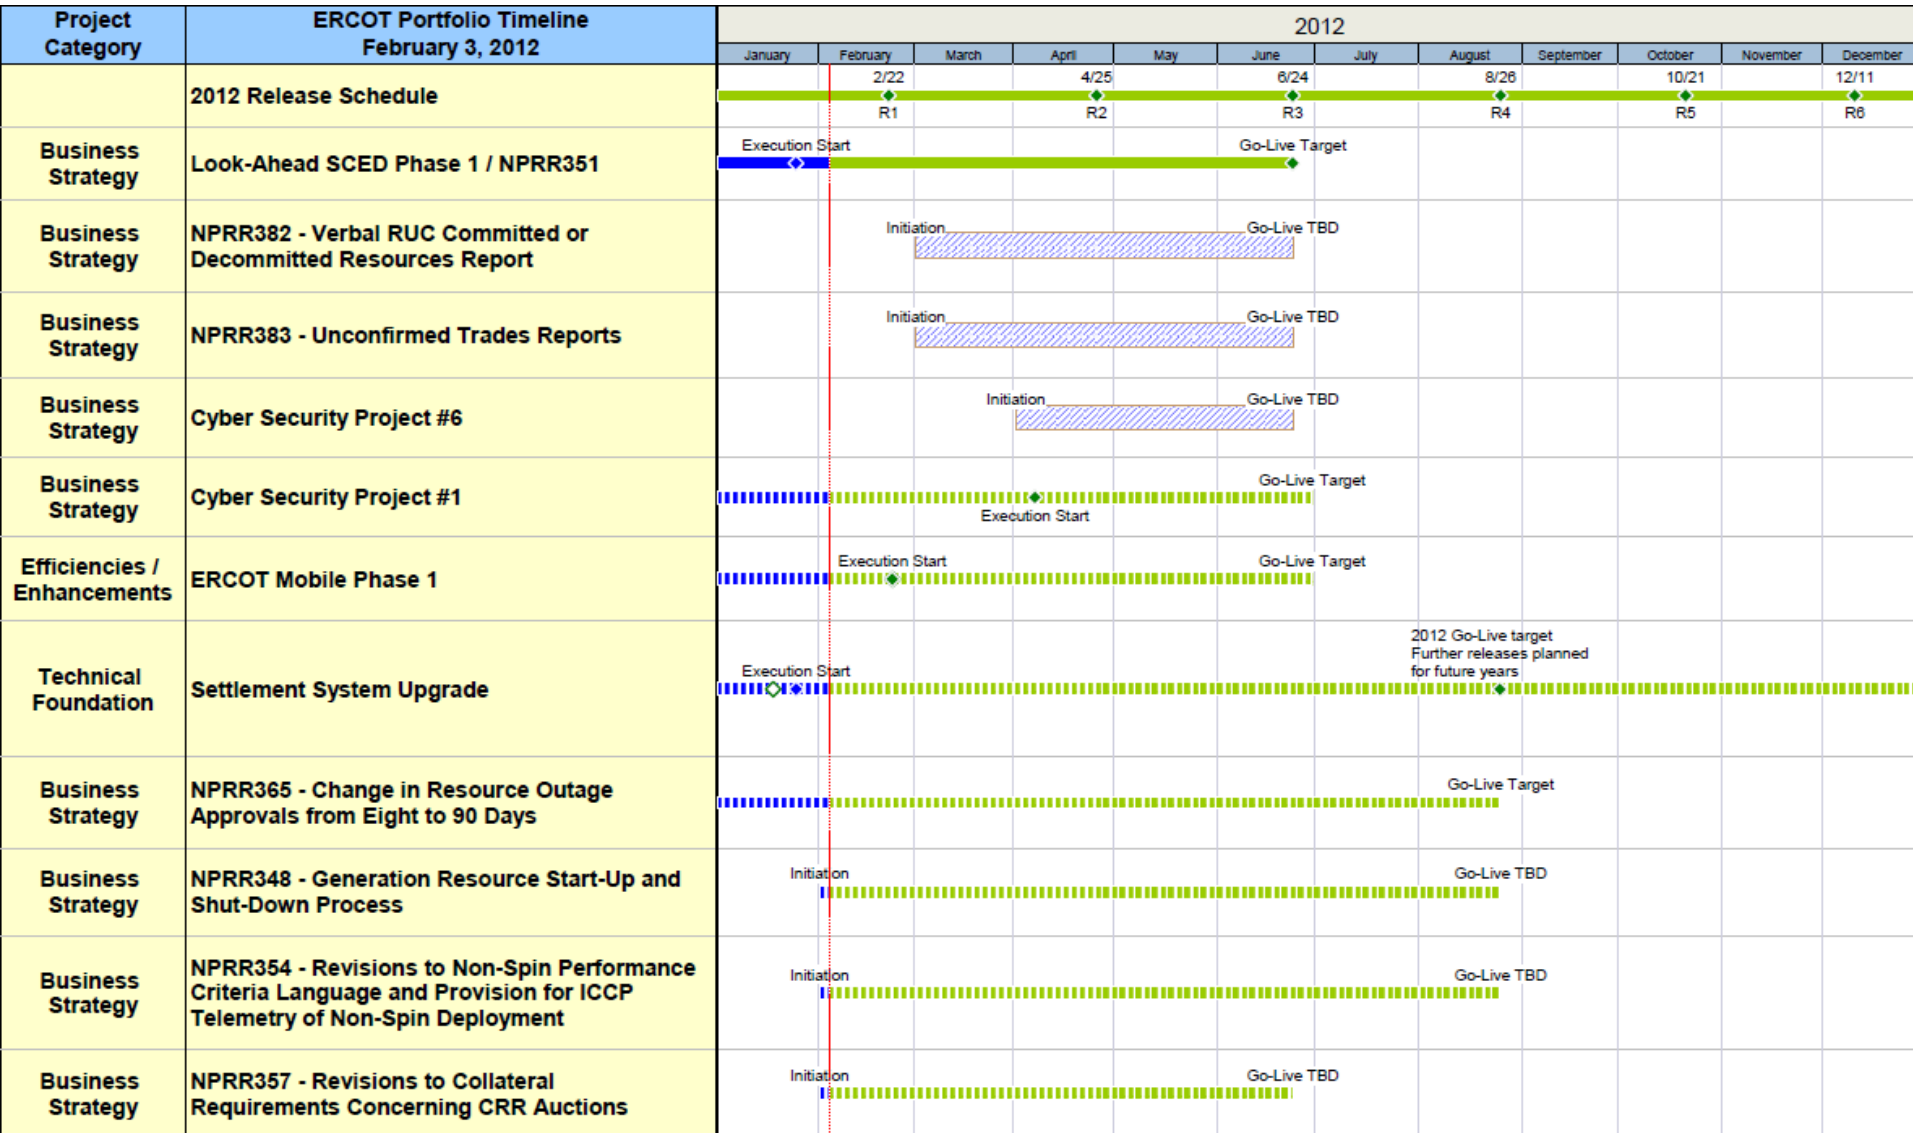 Project
Category
ERCOT Portfolio Timeline
February 3, 2012
2012
January February March April May June July August September October November December
2012 Release Schedule
2/22 4/25 6/24 8/26 10/21 12/11
R1 R2 R3 R4 R5 R6
Business
Strategy
Look-Ahead SCED Phase 1 / NPRR351
Execution Start Go-Live Target
Business
Strategy
NPRR382 - Verbal RUC Committed or
Decommitted Resources Report
Initiation Go-Live TBD
Business
Strategy
NPRR383 - Unconfirmed Trades Reports
Initiation Go-Live TBD
Business
Strategy
Cyber Security Project #6
Initiation Go-Live TBD
Business
Strategy
Cyber Security Project #1
Go-Live Target
Execution Start
Efficiencies /
Enhancements
ERCOT Mobile Phase 1
Execution Start Go-Live Target
Technical
Foundation
Settlement System Upgrade
Execution Start
2012 Go-Live target
Further releases planned
for future years
Business
Strategy
NPRR365 - Change in Resource Outage
Approvals from Eight to 90 Days
Go-Live Target
Business
Strategy
NPRR348 - Generation Resource Start-Up and
Shut-Down Process
Initiation Go-Live TBD
Business
Strategy
NPRR354 - Revisions to Non-Spin Performance
Criteria Language and Provision for ICCP
Telemetry of Non-Spin Deployment
Initiation Go-Live TBD
Business
Strategy
NPRR357 - Revisions to Collateral
Requirements Concerning CRR Auctions
Initiation Go-Live TBD